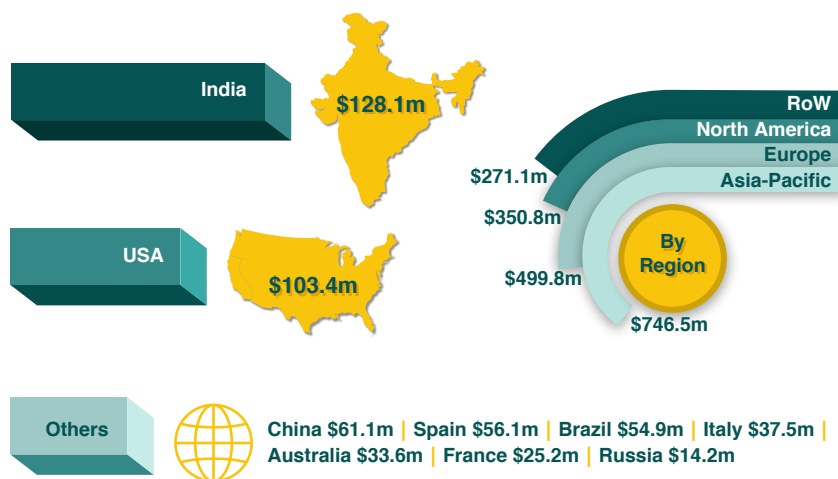 India
$128.1m
USA
$103.4m
RoW
North America
Europe
Asia-Pacific
$271.1m
$350.8m
$499.8m
$746.5m
By
Region
Others
China $61.1m | Spain $56.1m | Brazil $54.9m | Italy $37.5m |
Australia $33.6m | France $25.2m | Russia $14.2m